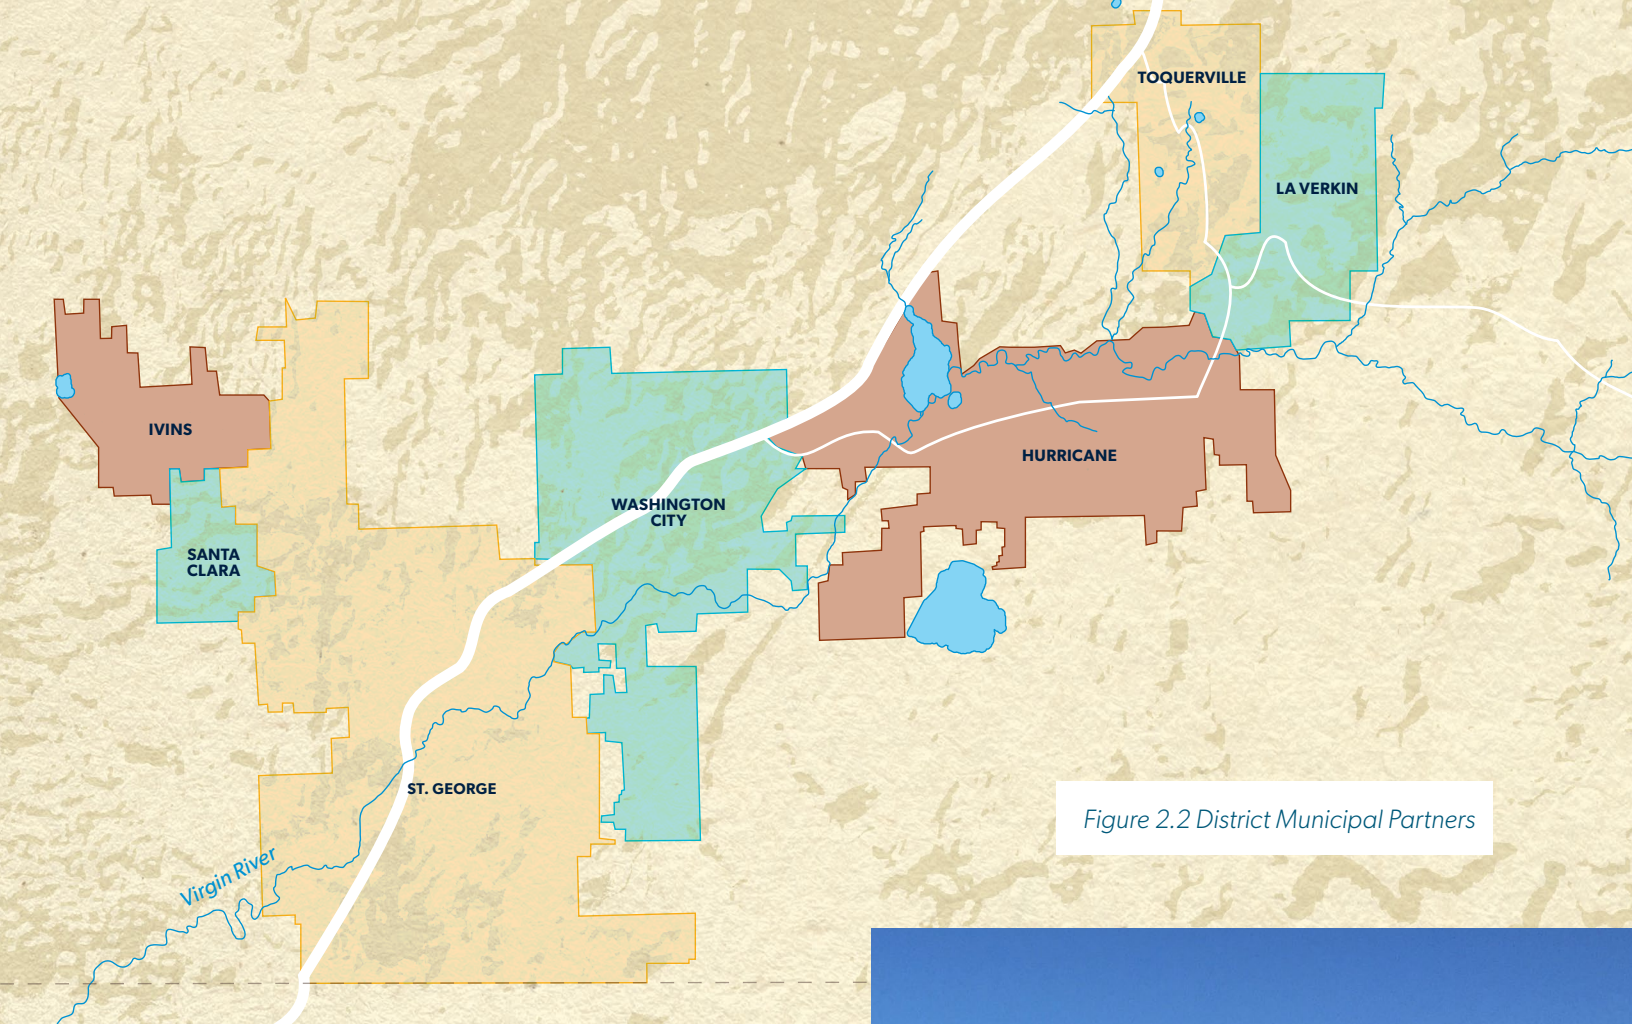 TOQUERVILLE
LA VERKIN
IVINS
HURRICANE
WASHINGTON
CITY
SANTA
CLARA
ST. GEORGE
Figure 2.2 District Municipal Partners
Virgin River